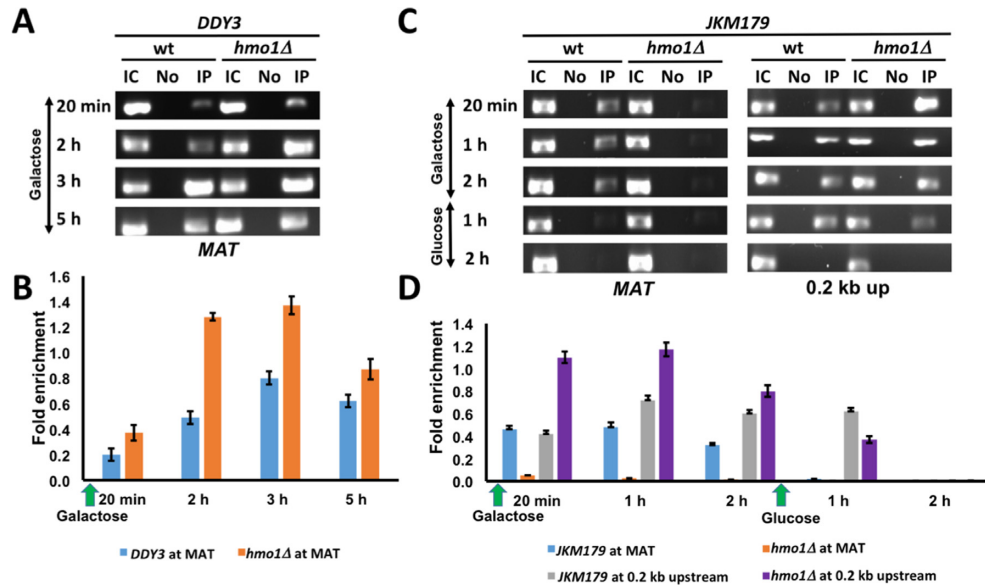 A
DDY3
wt hmo1Δ
IC No IP IC No IP
Galactose
20 min
2 h
3 h
5 h
MAT
C
JKM179
wt hmo1Δ wt hmo1Δ
IC No IP IC No IP IC No IP IC No IP
Galactose
20 min
1 h
2 h
Glucose
1 h
2 h
MAT 0.2 kb up
B
Fold enrichment
1.6
1.4
1.2
1.0
0.8
0.6
0.4
0.2
0.0
20 min 2 h 3 h 5 h
Galactose
DDY3 at MAT hmo1Δ at MAT
D
Fold enrichment
1.4
1.2
1.0
0.8
0.6
0.4
0.2
0.0
20 min 1 h 2 h 1 h 2 h
Galactose Glucose
JKM179 at MAT hmo1Δ at MAT
JKM179 at 0.2 kb upstream hmo1Δ at 0.2 kb upstream